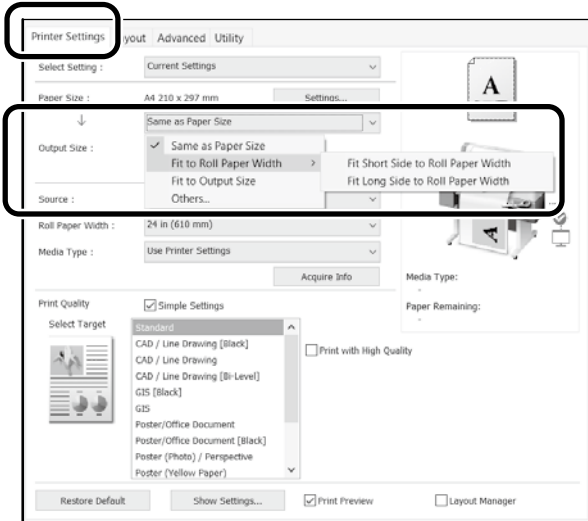 Printer Settings yout Advanced Utility
Select Setting : Current Settings
A
Paper Size : A4 210 x 297 mm Settings...
Same as Paper Size
Output Size :
Same as Paper Size
Fit to Roll Paper Width > Fit Short Side to Roll Paper Width
Fit to Output Size Fit Long Side to Roll Paper Width
Others...
Source :
Roll Paper Width : 24 in (610 mm)
A
Media Type : Use Printer Settings
Acquire Info Media Type:
-
Print Quality Simple Settings Paper Remaining:
-
Select Target
Standard
CAD / Line Drawing [Black] Print with High Quality
CAD / Line Drawing
CAD / Line Drawing [Bi-Level]
GIS [Black]
GIS
Poster/Office Document
Poster/Office Document [Black]
Poster (Photo) / Perspective
Poster (Yellow Paper)
Restore Default Show Settings... Print Preview Layout Manager